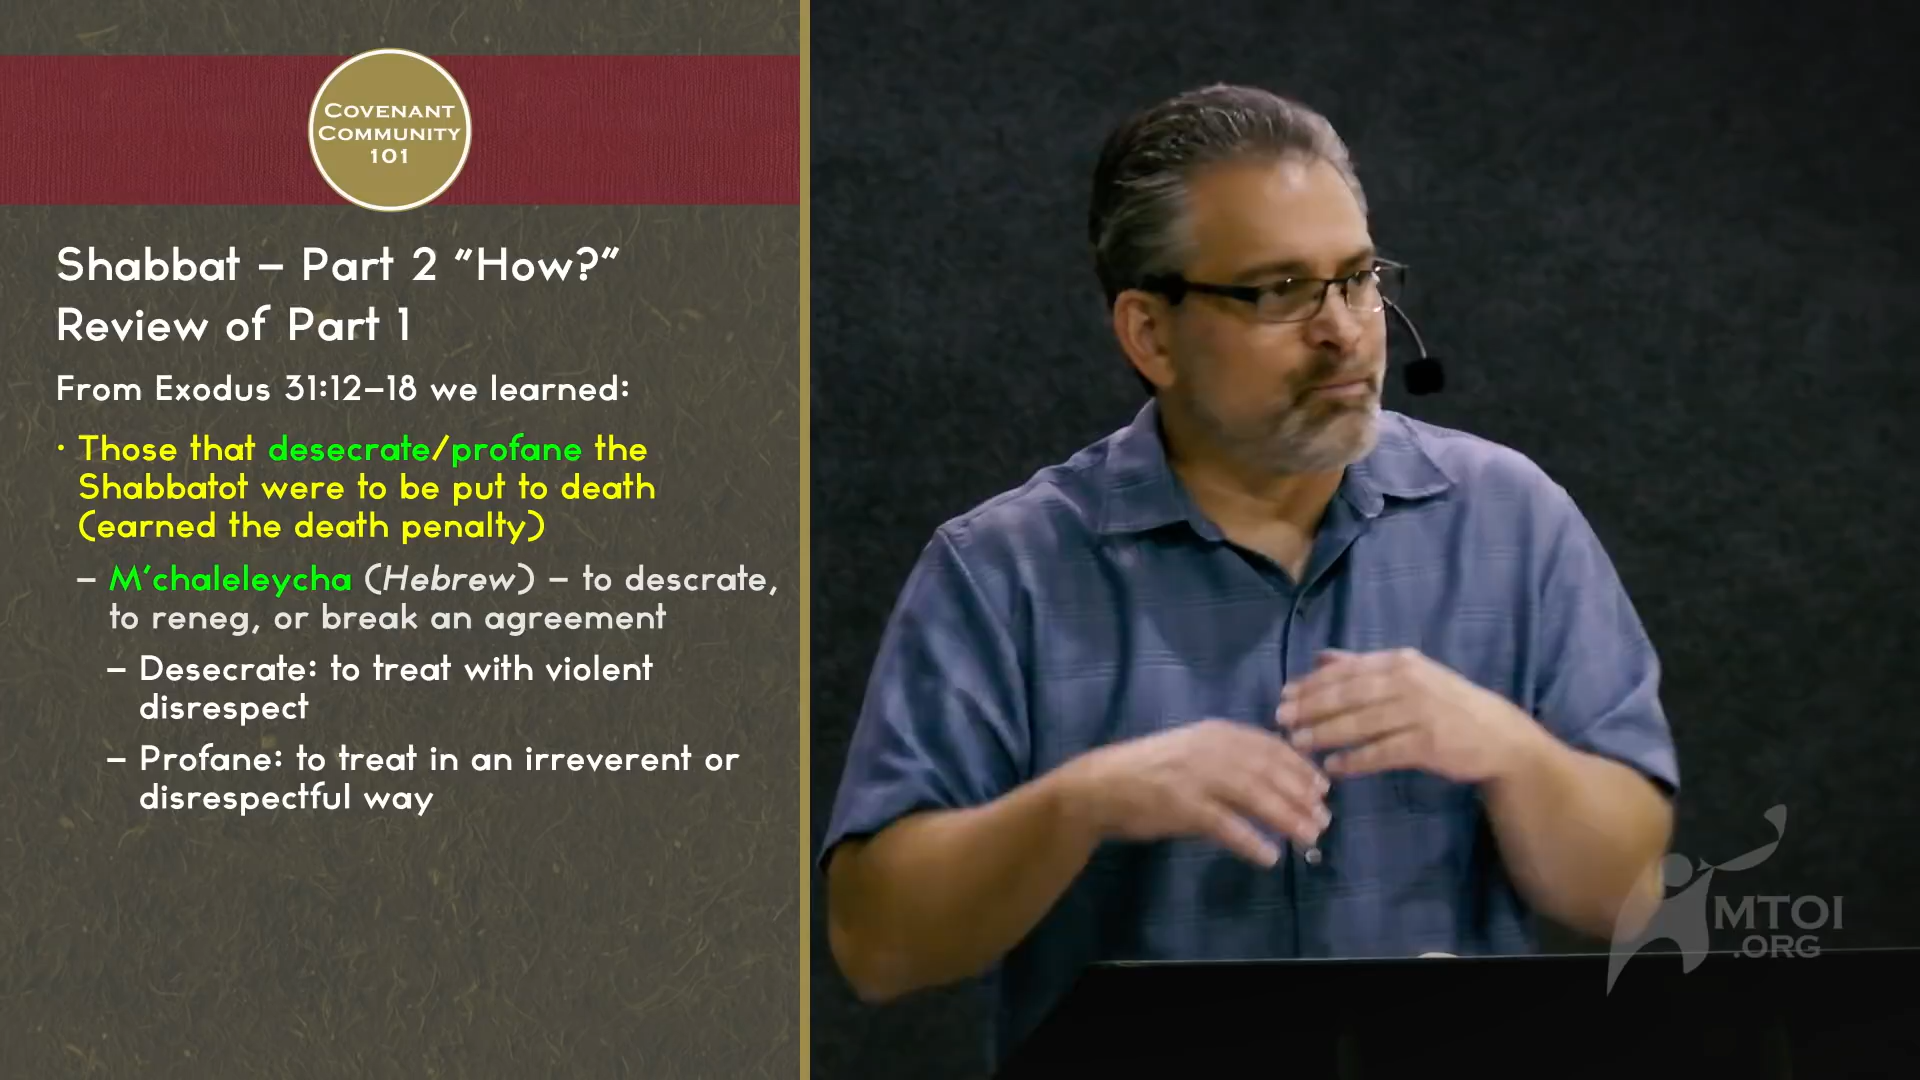 COVENANT
COMMUNITY
101
Shabbat – Part 2 “How?”
Review of Part 1
From Exodus 31:12–18 we learned:
• Those that desecrate/profane the
Shabbatot were to be put to death
(earned the death penalty)
– M’chaleleycha (Hebrew) – to descrate,
to reneg, or break an agreement
– Desecrate: to treat with violent
disrespect
– Profane: to treat in an irreverent or
disrespectful way
MTOI
.ORG